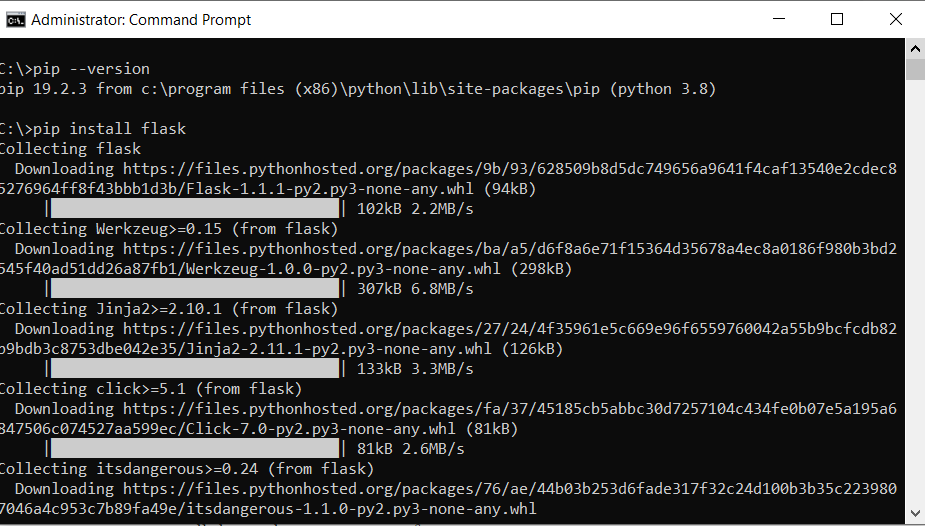 Administrator: Command Prompt
C:\>pip --version
pip 19.2.3 from c:\program files (x86)\python\lib\site-packages\pip (python 3.8)
C:\>pip install flask
Collecting flask
Downloading https://files.pythonhosted.org/packages/9b/93/628509b8d5dc749656a9641f4caf13540e2cdec8
5276964ff8f43bbb1d3b/Flask-1.1.1-py2.py3-none-any.whl (94kB)
102kB 2.2MB/s
Collecting Werkzeug>=0.15 (from flask)
Downloading https://files.pythonhosted.org/packages/ba/a5/d6f8a6e71f15364d35678a4ec8a0186f980b3bd2
545f40ad51dd26a87fb1/Werkzeug-1.0.0-py2.py3-none-any.whl (298kB)
307kB 6.8MB/s
Collecting Jinja2>=2.10.1 (from flask)
Downloading https://files.pythonhosted.org/packages/27/24/4f35961e5c669e96f6559760042a55b9bcfcdb82
b9bdb3c8753dbe042e35/Jinja2-2.11.1-py2.py3-none-any.whl (126kB)
133kB 3.3MB/s
Collecting click>=5.1 (from flask)
Downloading https://files.pythonhosted.org/packages/fa/37/45185cb5abbc30d7257104c434fe0b07e5a195a6
847506c074527aa599ec/Click-7.0-py2.py3-none-any.whl (81kB)
81kB 2.6MB/s
Collecting itsdangerous>=0.24 (from flask)
Downloading https://files.pythonhosted.org/packages/76/ae/44b03b253d6fade317f32c24d100b3b35c223980
7046a4c953c7b89fa49e/itsdangerous-1.1.0-py2.py3-none-any.whl